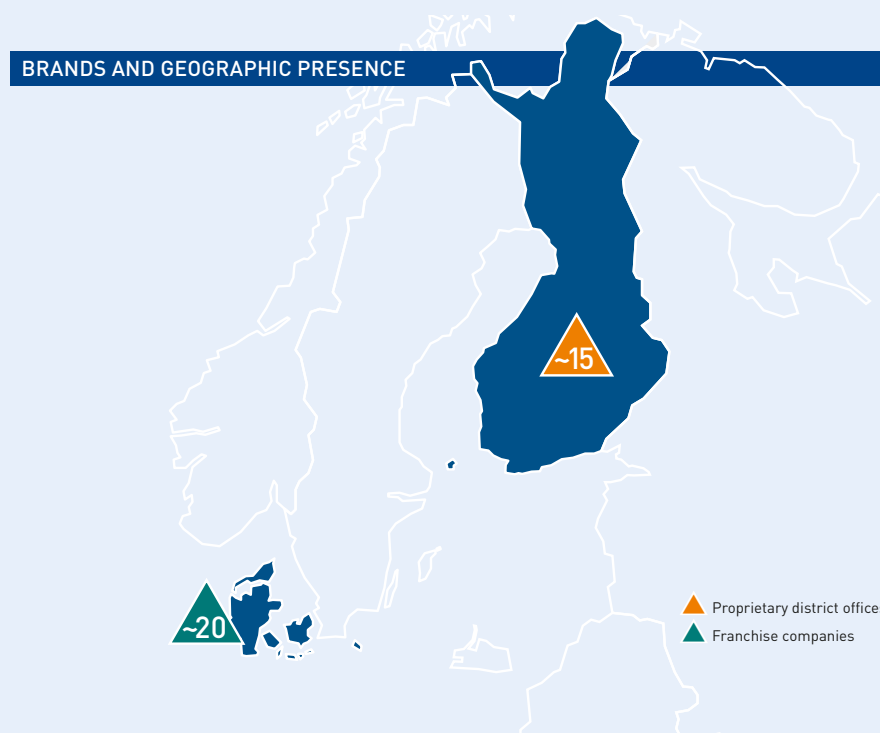 BRANDS AND GEOGRAPHIC PRESENCE
~15
~20
Proprietary district office
Franchise companies